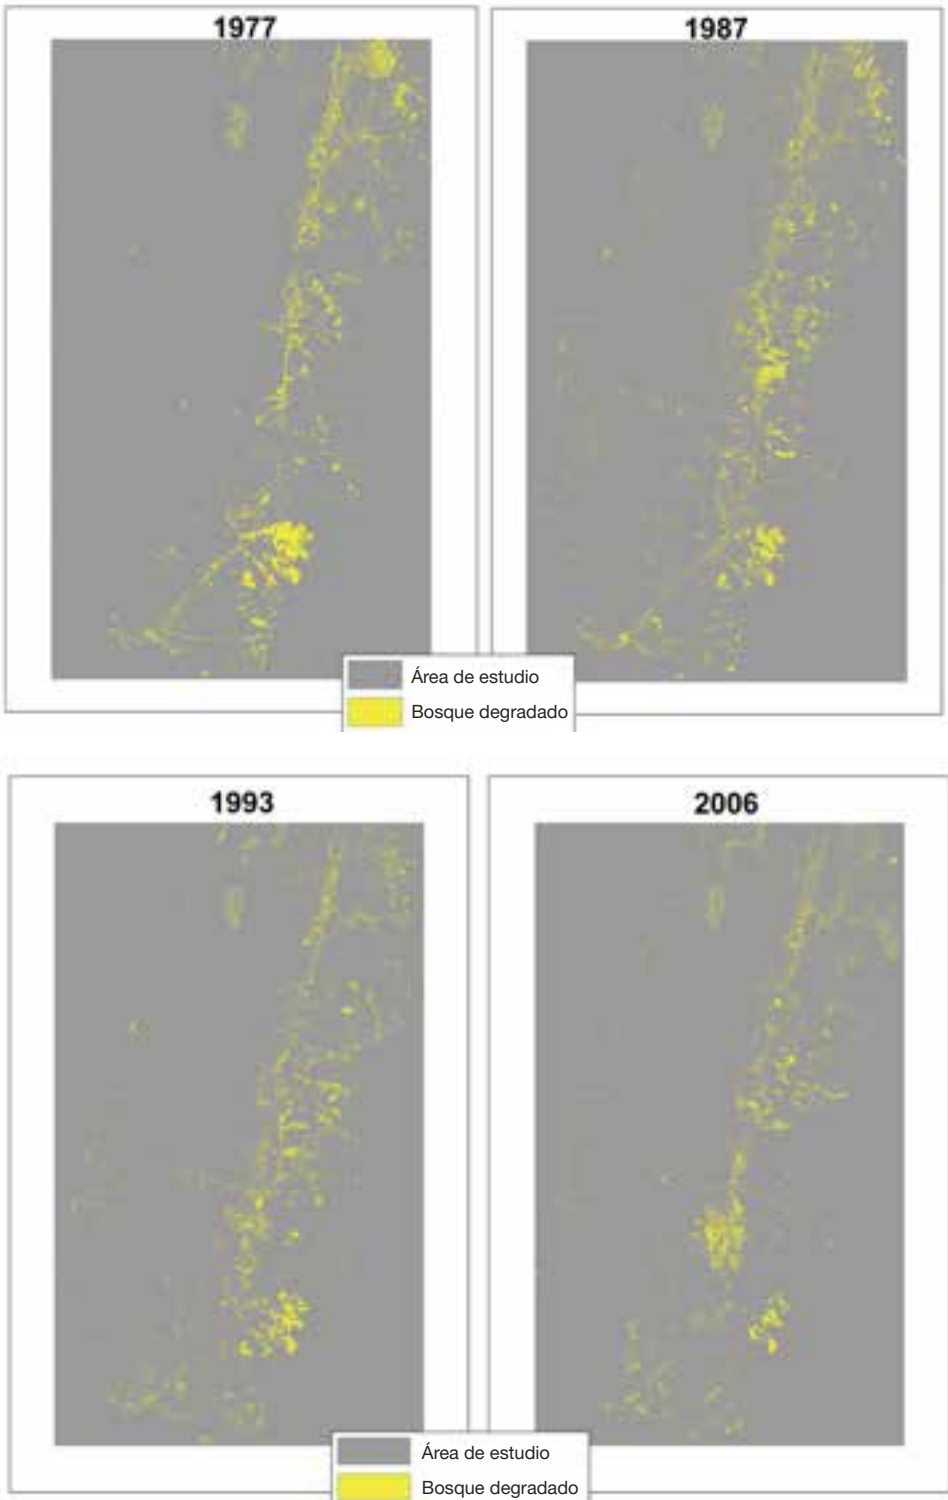 1977
1987
Área de estudio
Bosque degradado
1993
2006
Área de estudio
Bosque degradado